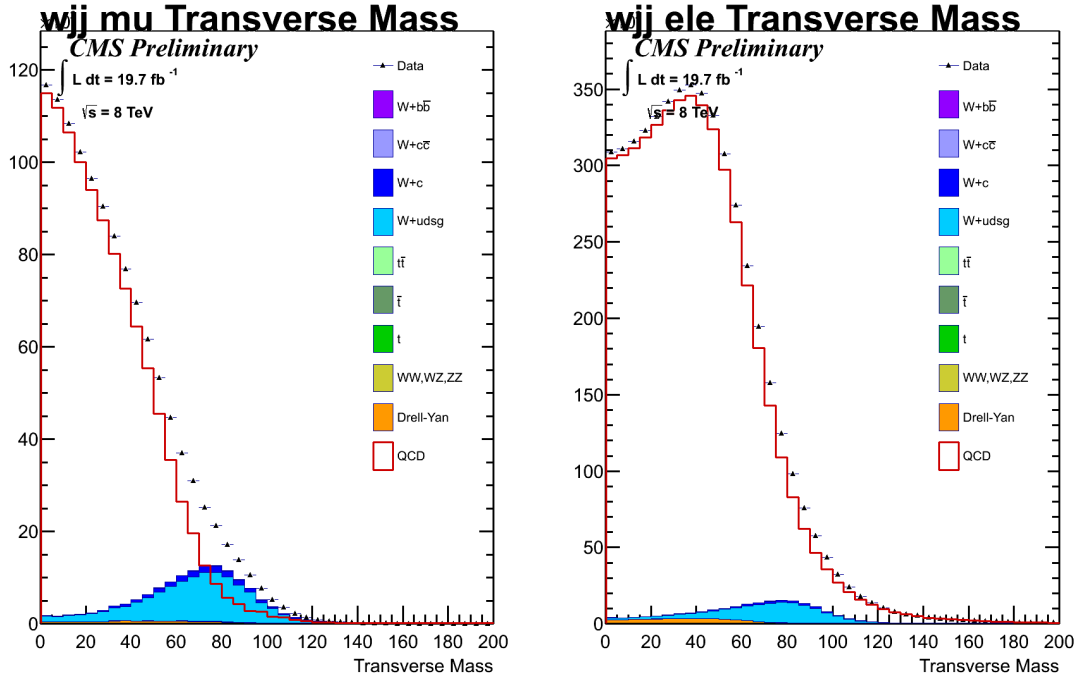 wjj mu Transverse Mass
CMS Preliminary
∫ L dt = 19.7 fb⁻¹
√s = 8 TeV
Data
W+bb̅
W+cc̅
W+c
W+udsg
tt̅
t̅
t
WW,WZ,ZZ
Drell-Yan
QCD
120
100
80
60
40
20
0
0 20 40 60 80 100 120 140 160 180 200
Transverse Mass
wjj ele Transverse Mass
CMS Preliminary
∫ L dt = 19.7 fb⁻¹
√s = 8 TeV
Data
W+bb̅
W+cc̅
W+c
W+udsg
tt̅
t̅
t
WW,WZ,ZZ
Drell-Yan
QCD
350
300
250
200
150
100
50
0
0 20 40 60 80 100 120 140 160 180 200
Transverse Mass